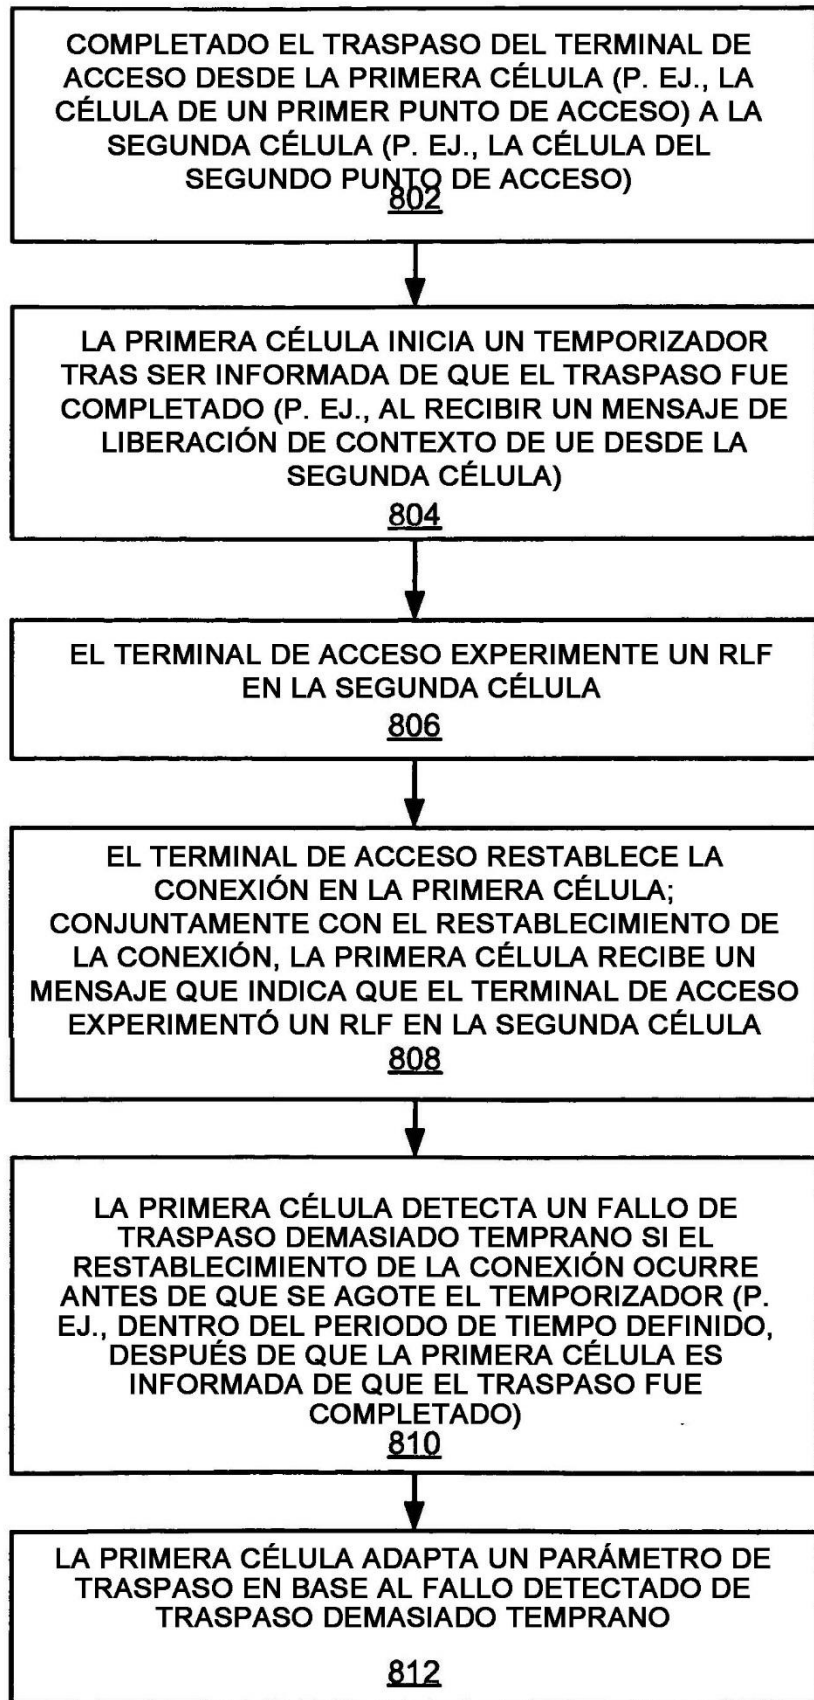 COMPLETADO EL TRASPASO DEL TERMINAL DE
ACCESO DESDE LA PRIMERA CÉLULA (P. EJ., LA
CÉLULA DE UN PRIMER PUNTO DE ACCESO) A LA
SEGUNDA CÉLULA (P. EJ., LA CÉLULA DEL
SEGUNDO PUNTO DE ACCESO)
802
LA PRIMERA CÉLULA INICIA UN TEMPORIZADOR
TRAS SER INFORMADA DE QUE EL TRASPASO FUE
COMPLETADO (P. EJ., AL RECIBIR UN MENSAJE DE
LIBERACIÓN DE CONTEXTO DE UE DESDE LA
SEGUNDA CÉLULA)
804
EL TERMINAL DE ACCESO EXPERIMENTE UN RLF
EN LA SEGUNDA CÉLULA
806
EL TERMINAL DE ACCESO RESTABLECE LA
CONEXIÓN EN LA PRIMERA CÉLULA;
CONJUNTAMENTE CON EL RESTABLECIMIENTO DE
LA CONEXIÓN, LA PRIMERA CÉLULA RECIBE UN
MENSAJE QUE INDICA QUE EL TERMINAL DE ACCESO
EXPERIMENTÓ UN RLF EN LA SEGUNDA CÉLULA
808
LA PRIMERA CÉLULA DETECTA UN FALLO DE
TRASPASO DEMASIADO TEMPRANO SI EL
RESTABLECIMIENTO DE LA CONEXIÓN OCURRE
ANTES DE QUE SE AGOTE EL TEMPORIZADOR (P.
EJ., DENTRO DEL PERIODO DE TIEMPO DEFINIDO,
DESPUÉS DE QUE LA PRIMERA CÉLULA ES
INFORMADA DE QUE EL TRASPASO FUE
COMPLETADO)
810
LA PRIMERA CÉLULA ADAPTA UN PARÁMETRO DE
TRASPASO EN BASE AL FALLO DETECTADO DE
TRASPASO DEMASIADO TEMPRANO
812